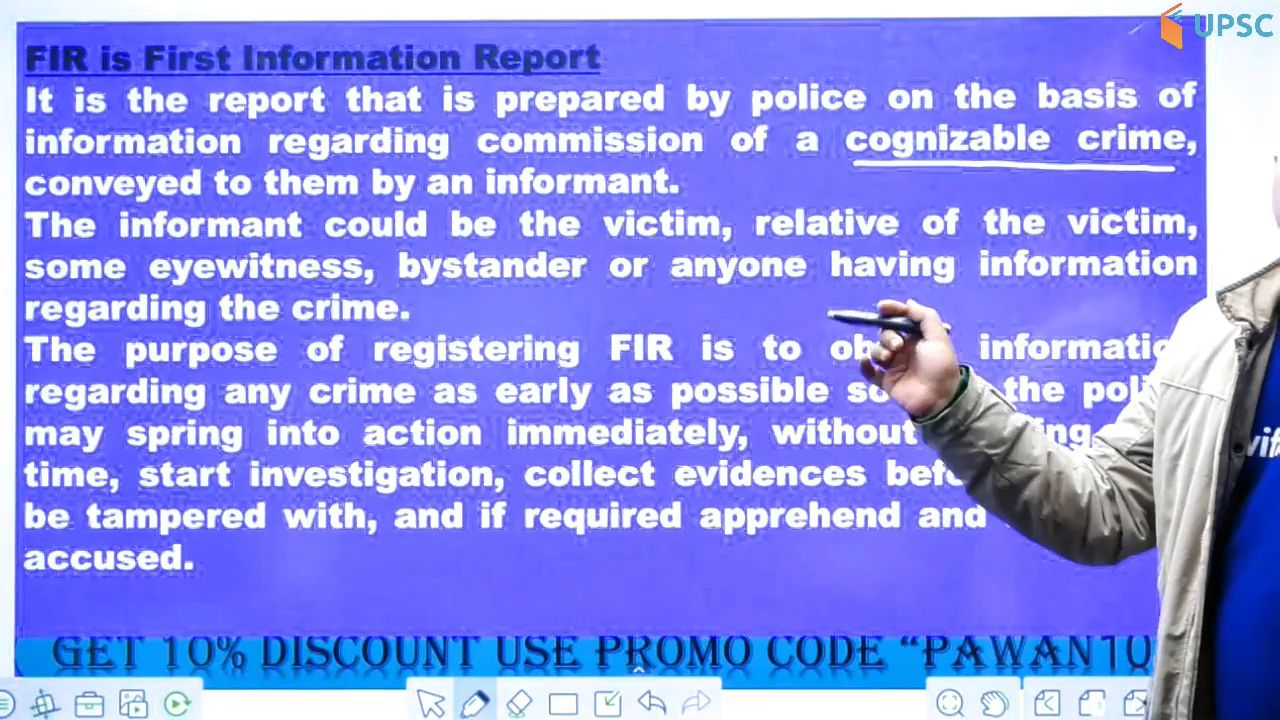 UPSC
FIR is First Information Report
It is the report that is prepared by police on the basis of
information regarding commission of a cognizable crime,
conveyed to them by an informant.
The informant could be the victim, relative of the victim,
some eyewitness, bystander or anyone having information
regarding the crime.
The purpose of registering FIR is to information
regarding any crime as early as possible so the
may spring into action immediately, without
time, start investigation, collect evidences
be tampered with, and if required apprehend and
accused.
GET 10% DISCOUNT USE PROMO CODE “PAWAN10